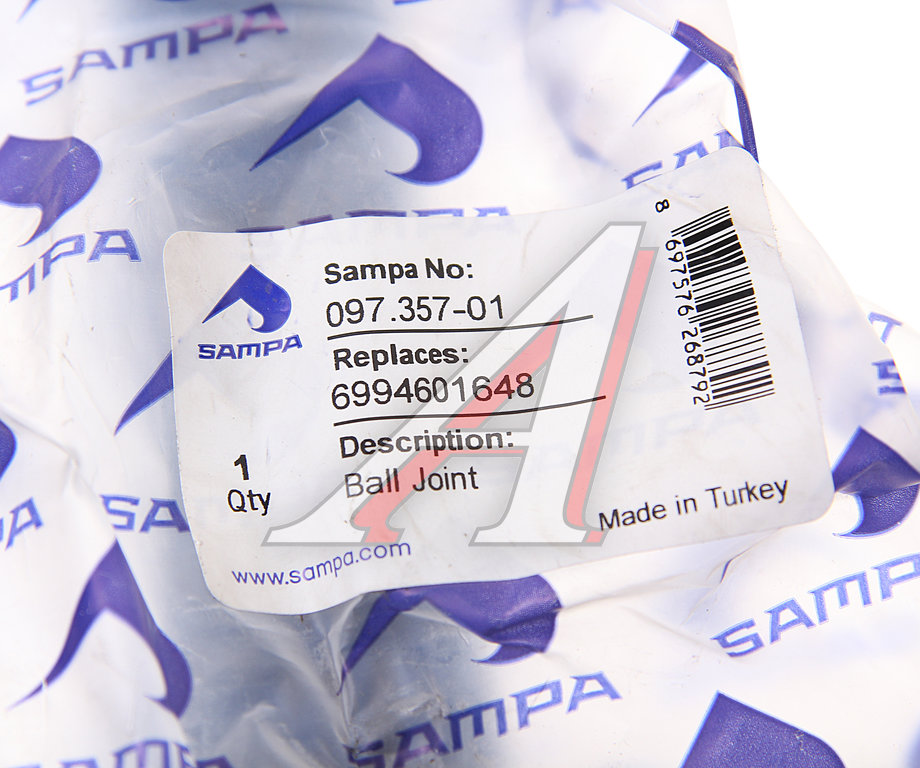 SAMPA
SAMPA
SAMPA
SAMPA
Sampa No:
097.357-01
Replaces:
6994601648
Description:
Ball Joint
SAMPA
1
Qty
8 697576 268792
Made in Turkey
www.sampa.com
SAMPA
SAMPA
SAMPA